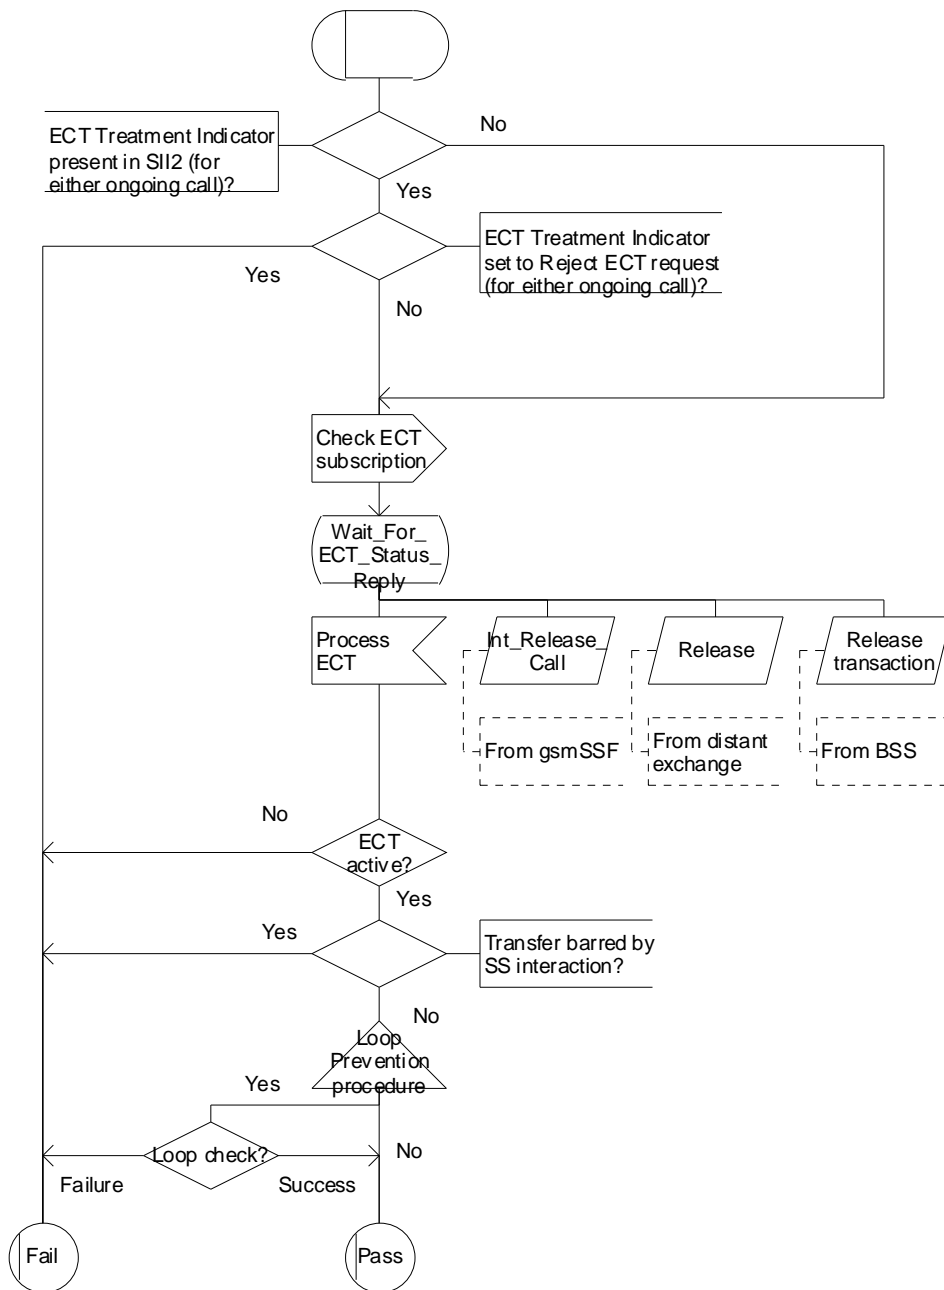 No
ECT Treatment Indicator
present in SII2 (for
either ongoing call)?
Yes
ECT Treatment Indicator
set to Reject ECT request
(for either ongoing call)?
Yes
No
Check ECT
subscription
Wait_For_
ECT_Status_
Reply
Process
ECT
Int_Release_
Call
Release
Release
transaction
From gsmSSF
From distant
exchange
From BSS
No
ECT
active?
Yes
Yes
Transfer barred by
SS interaction?
No
Loop
Prevention
procedure
Yes
Loop check?
No
Failure
Success
Fail
Pass